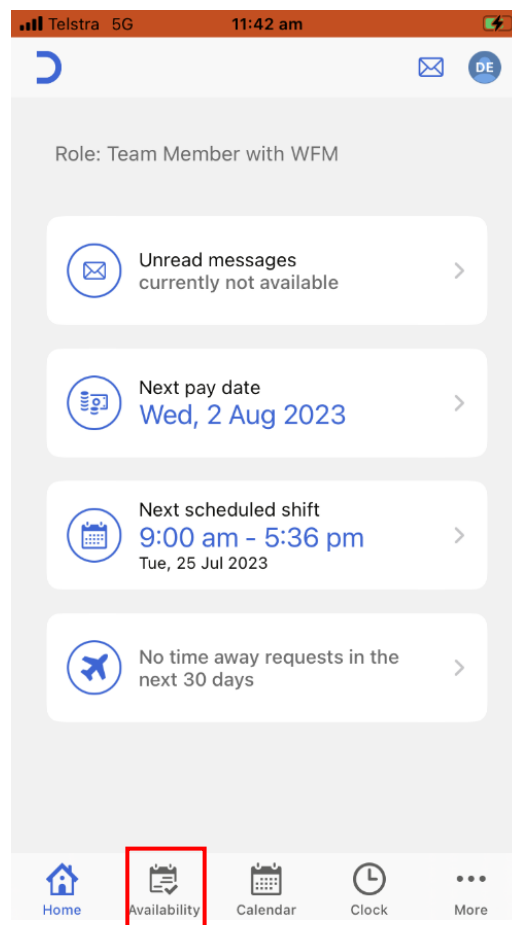 Telstra 5G 11:42 am
DE
Role: Team Member with WFM
Unread messages
currently not available
Next pay date
Wed, 2 Aug 2023
Next scheduled shift
9:00 am - 5:36 pm
Tue, 25 Jul 2023
No time away requests in the
next 30 days
Home Availability Calendar Clock More